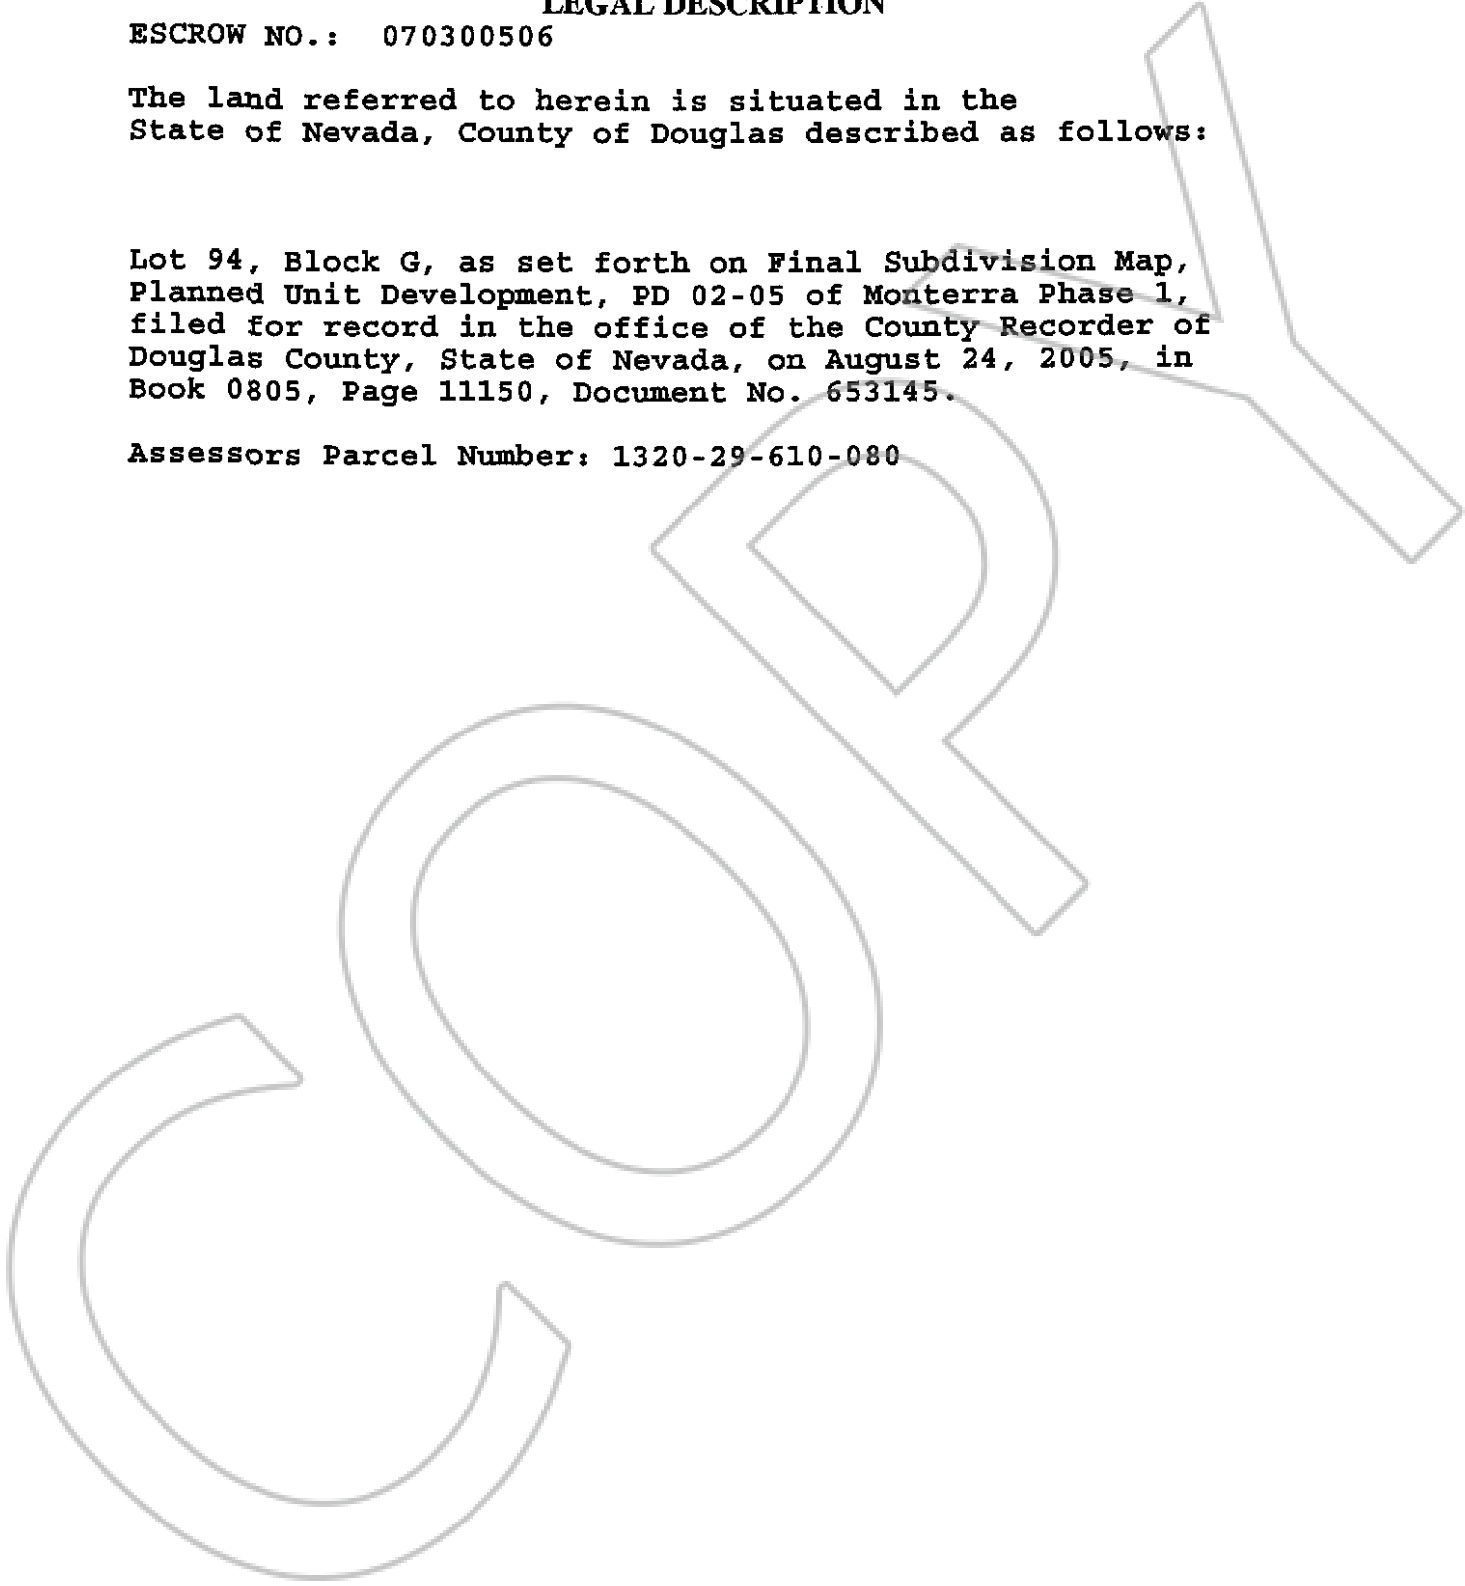 LEGAL DESCRIPTION
ESCROW NO.: 070300506
The land referred to herein is situated in the
State of Nevada, County of Douglas described as follows:
Lot 94, Block G, as set forth on Final Subdivision Map,
Planned Unit Development, PD 02-05 of Monterra Phase 1,
filed for record in the office of the County Recorder of
Douglas County, State of Nevada, on August 24, 2005, in
Book 0805, Page 11150, Document No. 653145.
Assessors Parcel Number: 1320-29-610-080
COPY